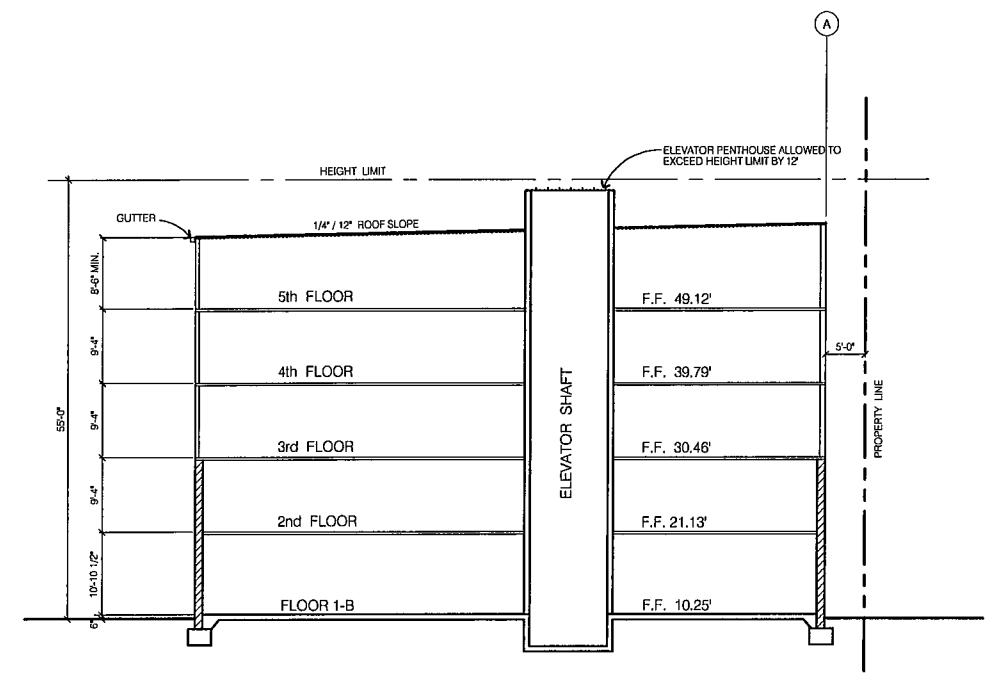 A
ELEVATOR PENTHOUSE ALLOWED TO
EXCEED HEIGHT LIMIT BY 12'
HEIGHT LIMIT
GUTTER
1/4" / 12" ROOF SLOPE
8'-6" MIN.
5th FLOOR
F.F. 49.12'
9'-4"
5'-0"
4th FLOOR
F.F. 39.79'
55'-0"
9'-4"
ELEVATOR SHAFT
PROPERTY LINE
3rd FLOOR
F.F. 30.46'
9'-4"
2nd FLOOR
F.F. 21.13'
10'-10 1/2"
FLOOR 1-B
F.F. 10.25'
6"